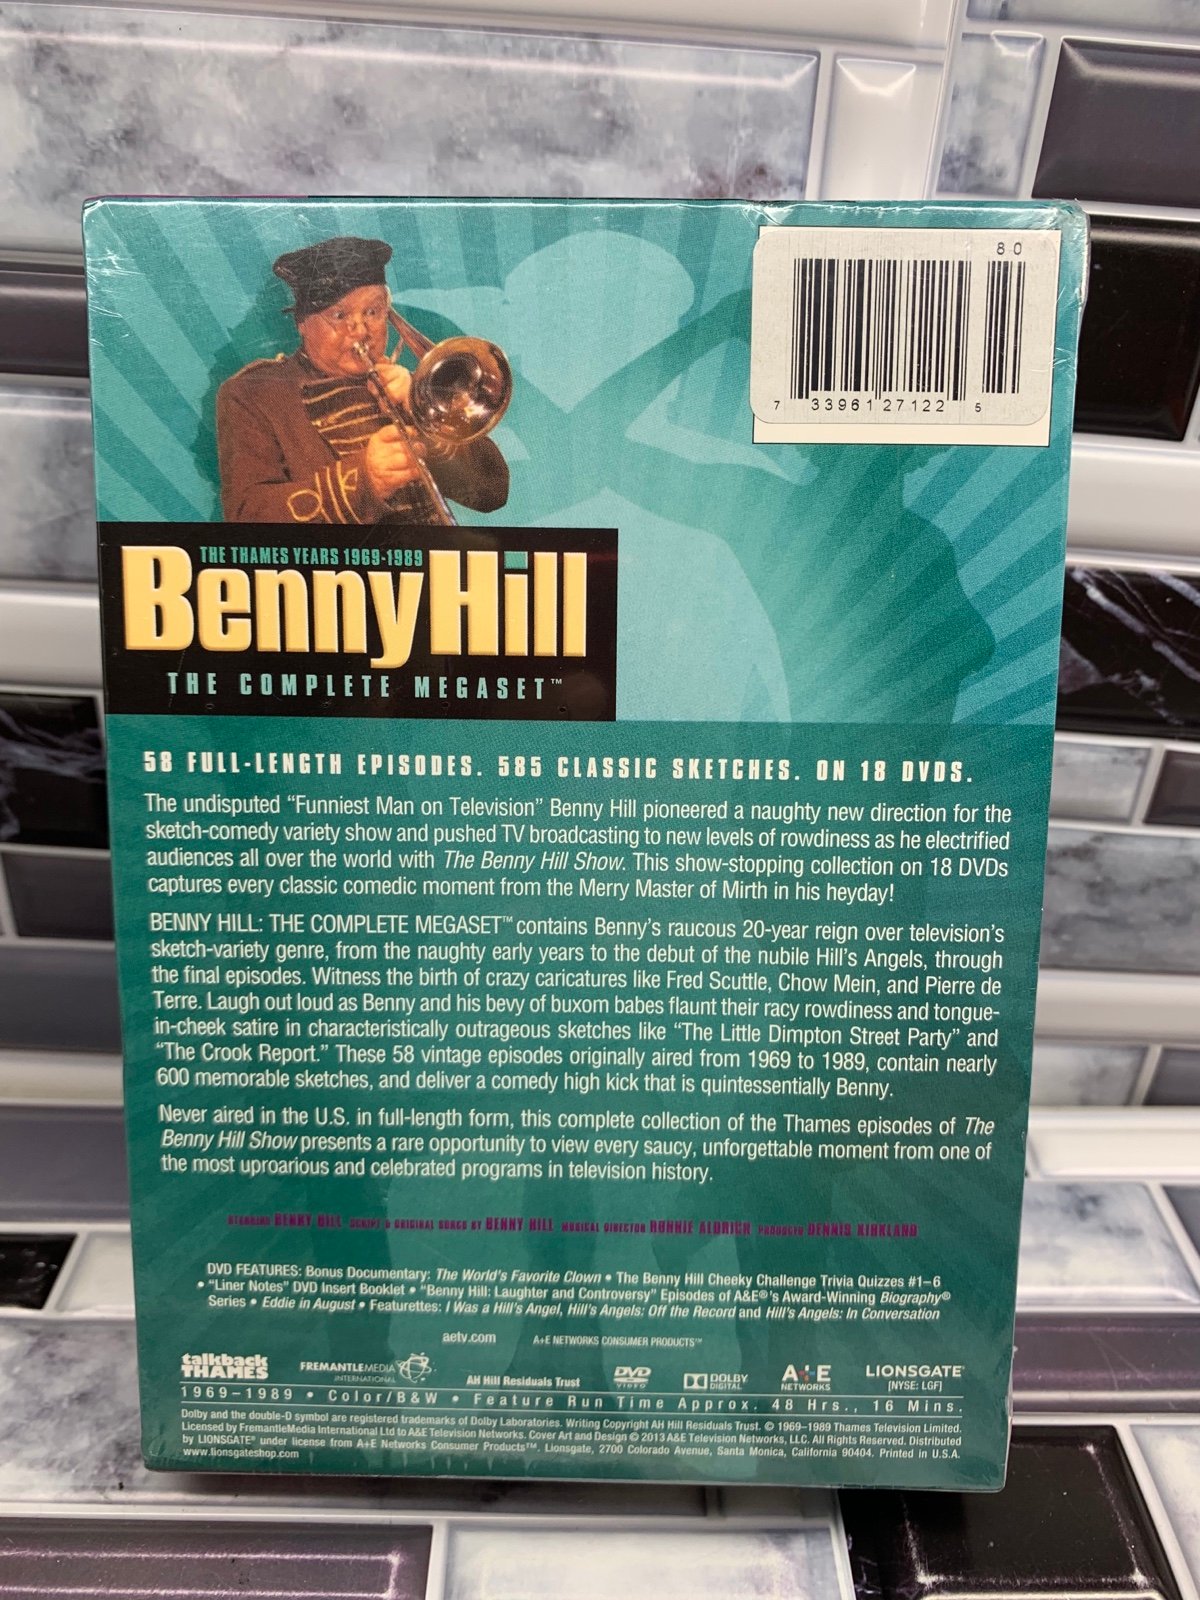 80
7 33961 27122 5
THE THAMES YEARS 1969-1989
Benny Hill
THE COMPLETE MEGASET™
58 FULL-LENGTH EPISODES. 585 CLASSIC SKETCHES. ON 18 DVDS.
The undisputed “Funniest Man on Television” Benny Hill pioneered a naughty new direction for the
sketch-comedy variety show and pushed TV broadcasting to new levels of rowdiness as he electrified
audiences all over the world with The Benny Hill Show. This show-stopping collection on 18 DVDs
captures every classic comedic moment from the Merry Master of Mirth in his heyday!
BENNY HILL: THE COMPLETE MEGASET™ contains Benny’s raucous 20-year reign over television’s
sketch-variety genre, from the naughty early years to the debut of the nubile Hill’s Angels, through
the final episodes. Witness the birth of crazy caricatures like Fred Scuttle, Chow Mein, and Pierre de
Terre. Laugh out loud as Benny and his bevy of buxom babes flaunt their racy rowdiness and tongue-
in-cheek satire in characteristically outrageous sketches like “The Little Dimpton Street Party” and
“The Crook Report.” These 58 vintage episodes originally aired from 1969 to 1989, contain nearly
600 memorable sketches, and deliver a comedy high kick that is quintessentially Benny.
Never aired in the U.S. in full-length form, this complete collection of the Thames episodes of The
Benny Hill Show presents a rare opportunity to view every saucy, unforgettable moment from one of
the most uproarious and celebrated programs in television history.
STARRING BENNY HILL SCRIPT & ORIGINAL SONGS BY BENNY HILL MUSICAL DIRECTOR RONNIE ALDRICH PRODUCER DENNIS KIRKLAND
DVD FEATURES: Bonus Documentary: The World’s Favorite Clown • The Benny Hill Cheeky Challenge Trivia Quizzes #1–6
• “Liner Notes” DVD Insert Booklet • “Benny Hill: Laughter and Controversy” Episodes of A&E®’s Award-Winning Biography®
Series • Eddie in August • Featurettes: I Was a Hill’s Angel, Hill’s Angels: Off the Record and Hill’s Angels: In Conversation
aetv.com A+E NETWORKS CONSUMER PRODUCTS™
talkback THAMES FREMANTLEMEDIA INTERNATIONAL AH Hill Residuals Trust DVD VIDEO DOLBY DIGITAL A+E NETWORKS LIONSGATE® [NYSE: LGF]
1969–1989 • Color/B&W • Feature Run Time Approx. 48 Hrs., 16 Mins.
Dolby and the double-D symbol are registered trademarks of Dolby Laboratories. Writing Copyright AH Hill Residuals Trust. © 1969–1989 Thames Television Limited.
Licensed by FremantleMedia International Ltd to A&E Television Networks. Cover Art and Design © 2013 A&E Television Networks, LLC. All Rights Reserved. Distributed
by LIONSGATE® under license from A+E Networks Consumer Products™. Lionsgate, 2700 Colorado Avenue, Santa Monica, California 90404. Printed in U.S.A.
www.lionsgateshop.com